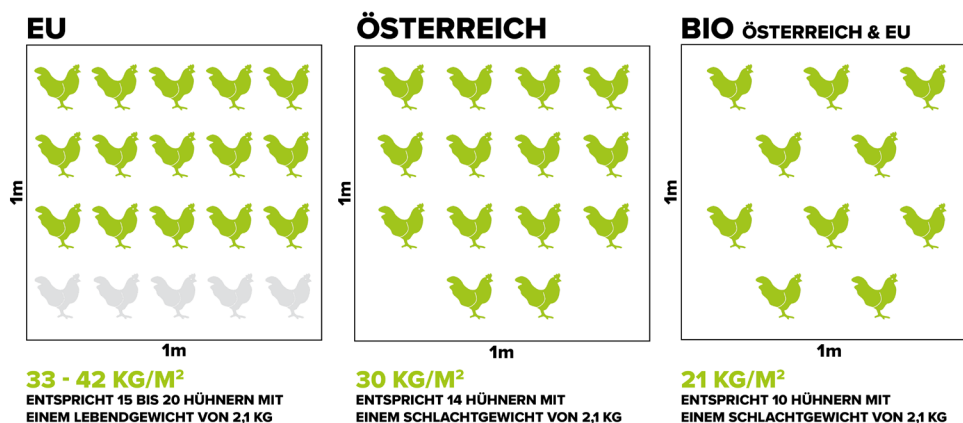 EU
1m
1m
33 - 42 KG/M²
ENTSPRICHT 15 BIS 20 HÜHNERN MIT
EINEM LEBENDGEWICHT VON 2,1 KG
ÖSTERREICH
1m
1m
30 KG/M²
ENTSPRICHT 14 HÜHNERN MIT
EINEM SCHLACHTGEWICHT VON 2,1 KG
BIO ÖSTERREICH & EU
1m
1m
21 KG/M²
ENTSPRICHT 10 HÜHNERN MIT
EINEM SCHLACHTGEWICHT VON 2,1 KG